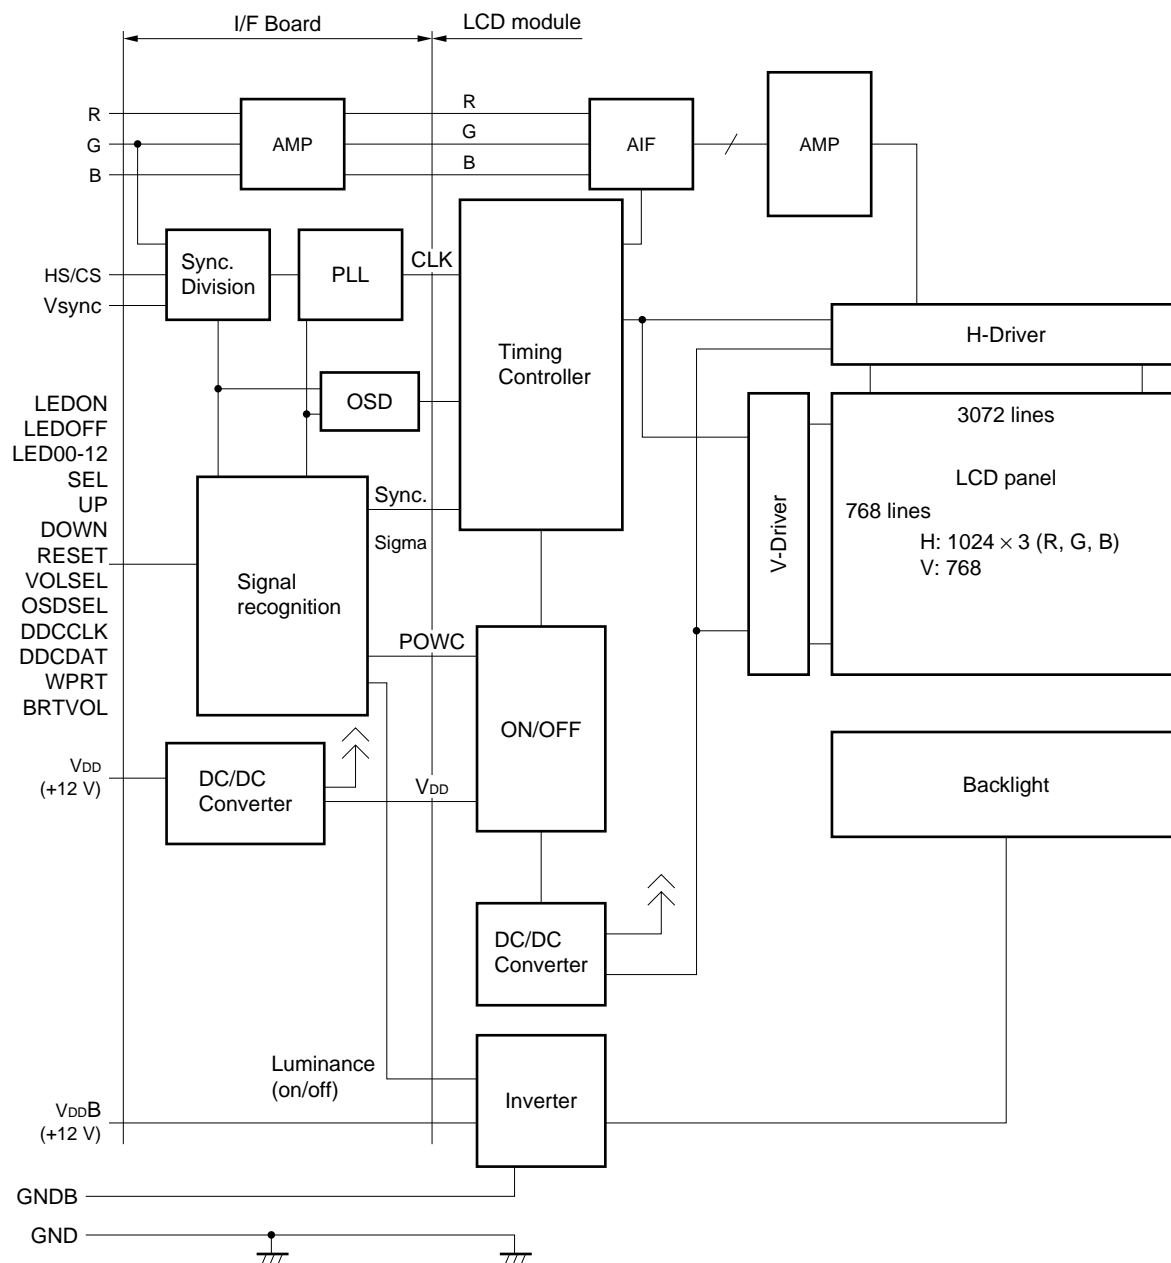 I/F Board
LCD module
R
G
B
AMP
R
G
B
AIF
AMP
HS/CS
Vsync
Sync.
Division
PLL
CLK
Timing
Controller
H-Driver
OSD
LEDON
LEDOFF
LED00-12
SEL
UP
DOWN
RESET
VOLSEL
OSDSEL
DDCCLK
DDCDAT
WPRT
BRTVOL
Signal
recognition
Sync.
Sigma
POWC
V-Driver
3072 lines
LCD panel
768 lines
H: 1024 × 3 (R, G, B)
V: 768
ON/OFF
VDD
(+12 V)
DC/DC
Converter
VDD
Backlight
DC/DC
Converter
Luminance
(on/off)
Inverter
VDDB
(+12 V)
GNDB
GND